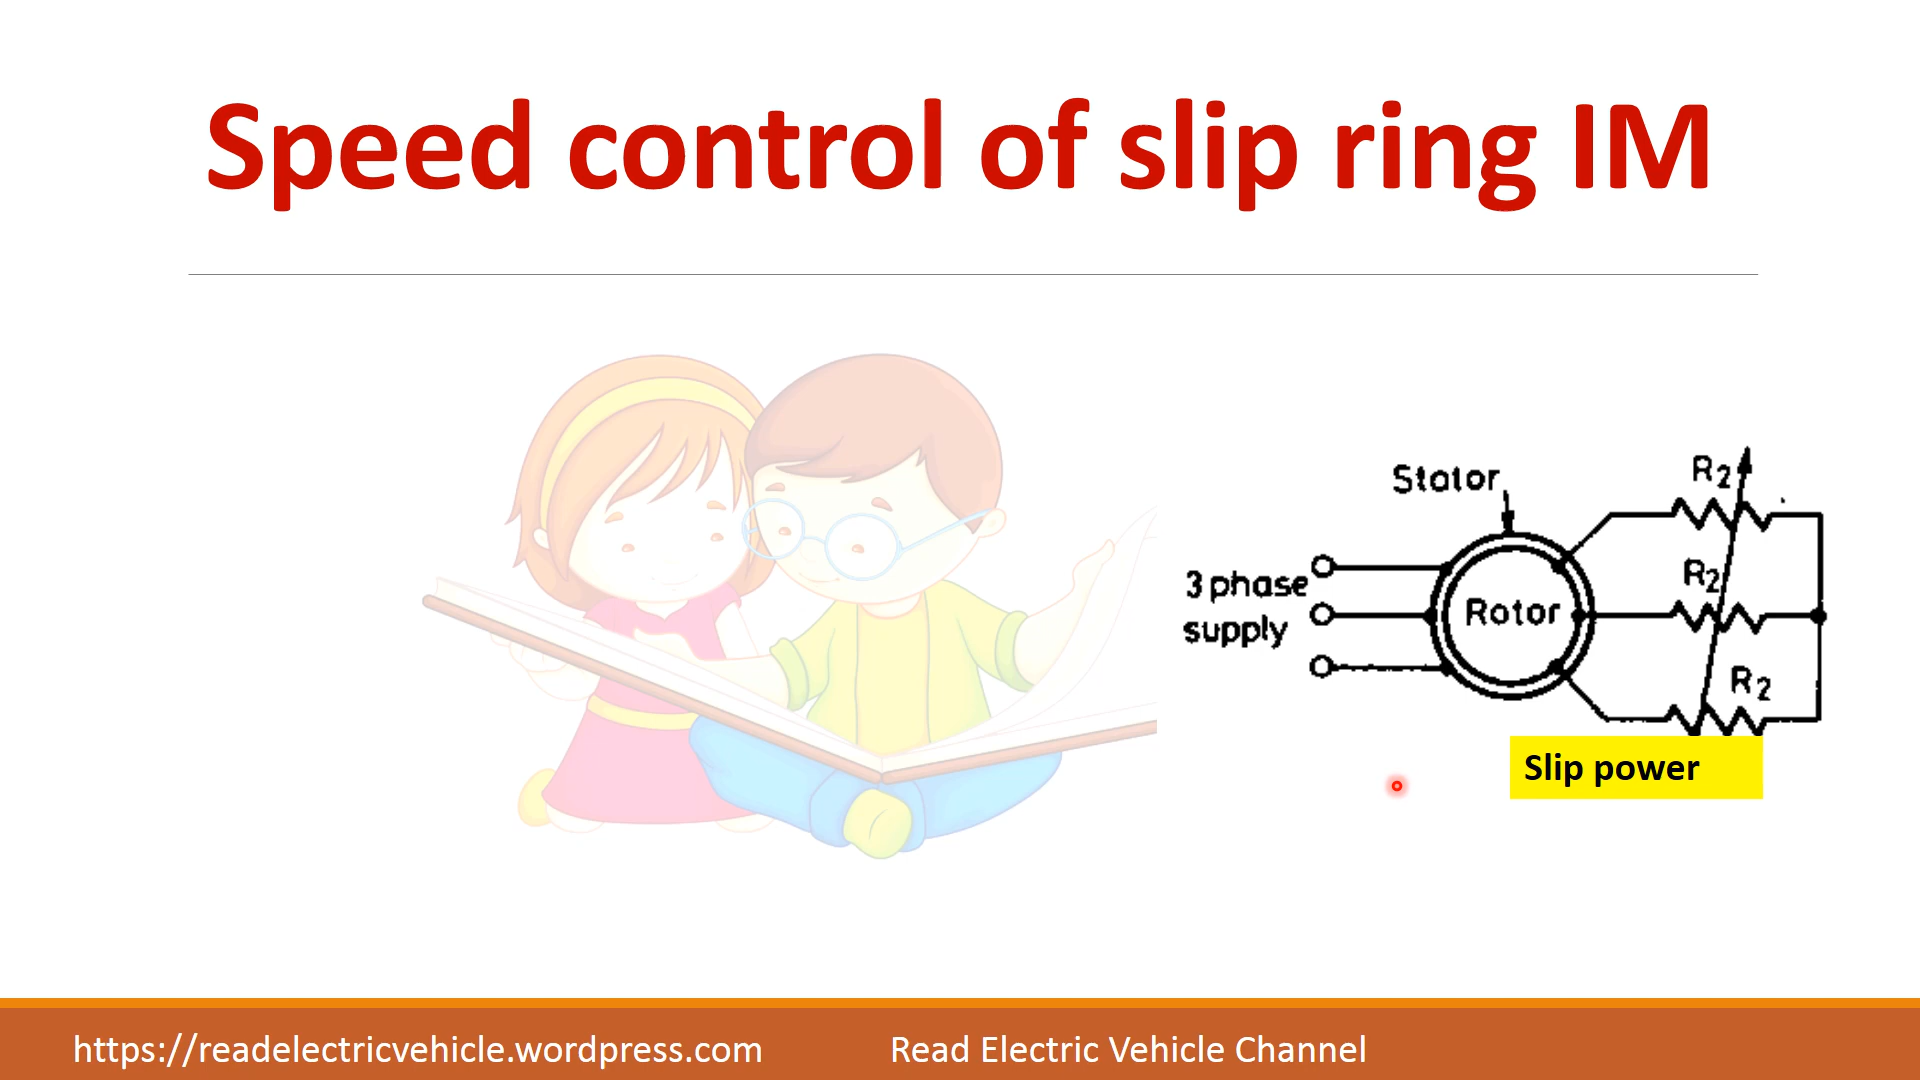 Speed control of slip ring IM
Stator
R2
3 phase
supply
Rotor
R2
R2
Slip power
https://readelectricvehicle.wordpress.com
Read Electric Vehicle Channel